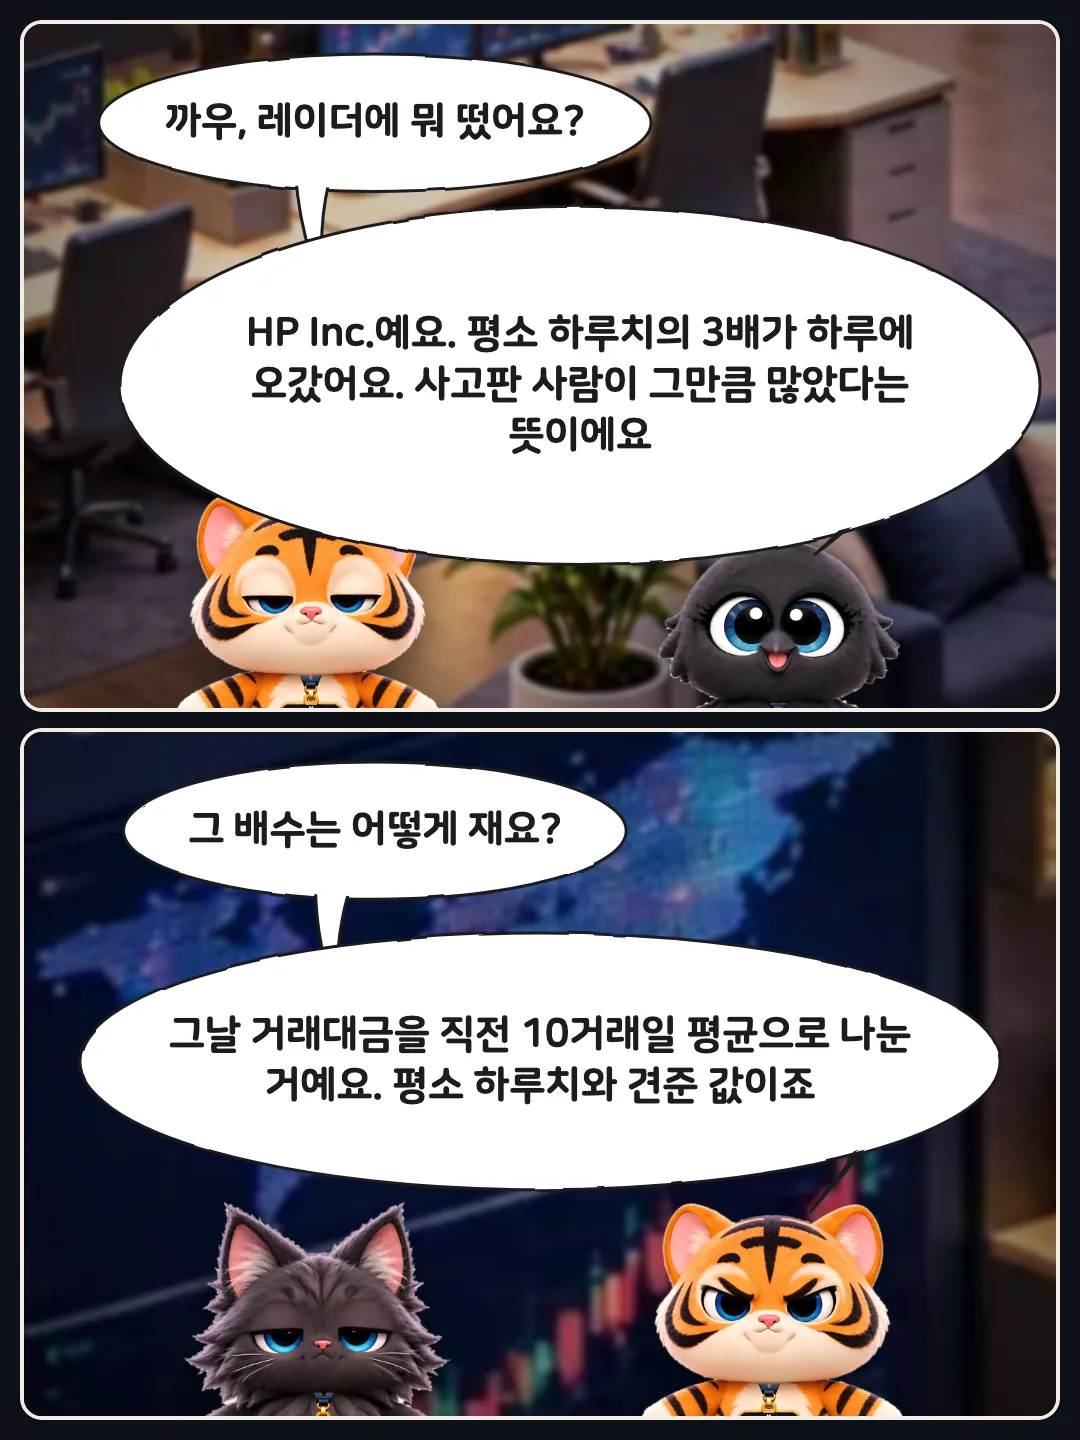 까우, 레이더에 뭐 떴어요?
HP Inc.예요. 평소 하루치의 3배가 하루에
오갔어요. 사고판 사람이 그만큼 많았다는
뜻이에요
그 배수는 어떻게 재요?
그날 거래대금을 직전 10거래일 평균으로 나눈
거예요. 평소 하루치와 견준 값이죠